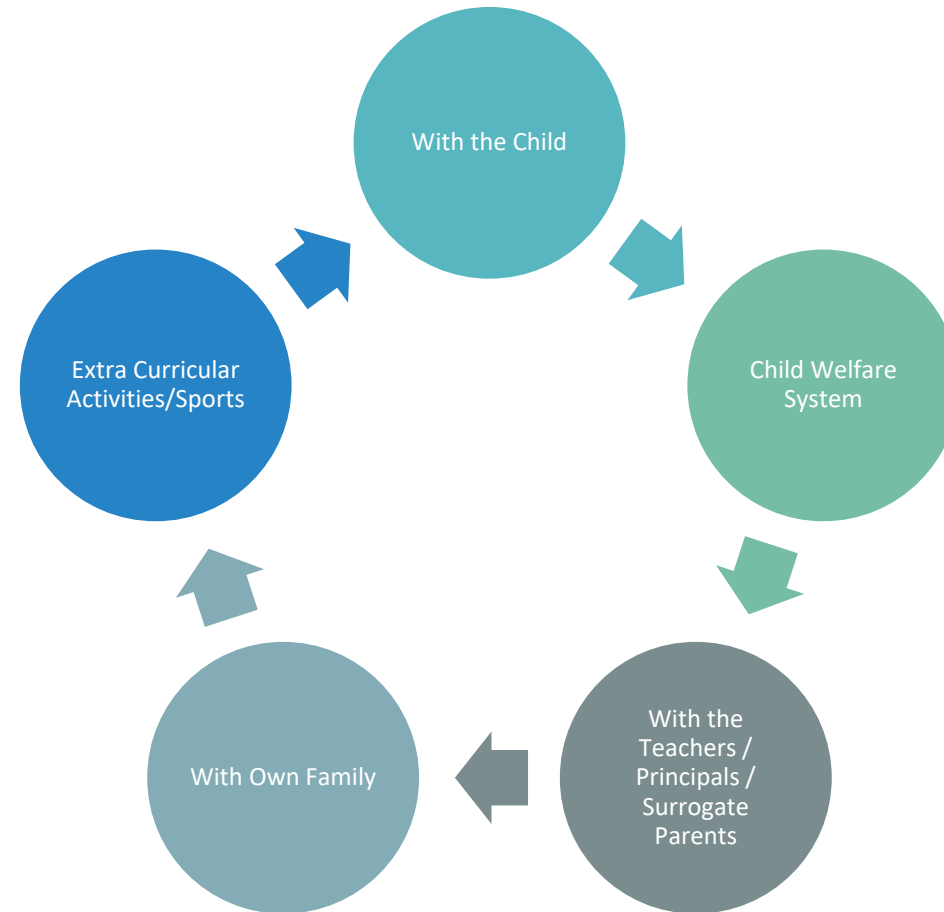 With the Child
Child Welfare
System
With the
Teachers /
Principals /
Surrogate
Parents
With Own Family
Extra Curricular
Activities/Sports